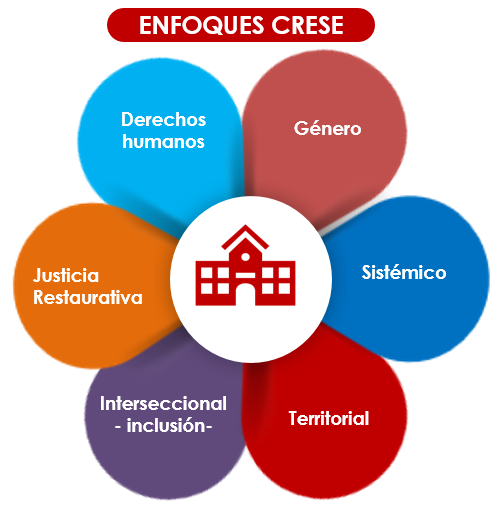 ENFOQUES CRESE
Derechos
humanos
Género
Justicia
Restaurativa
Sistémico
Interseccional
- inclusión-
Territorial